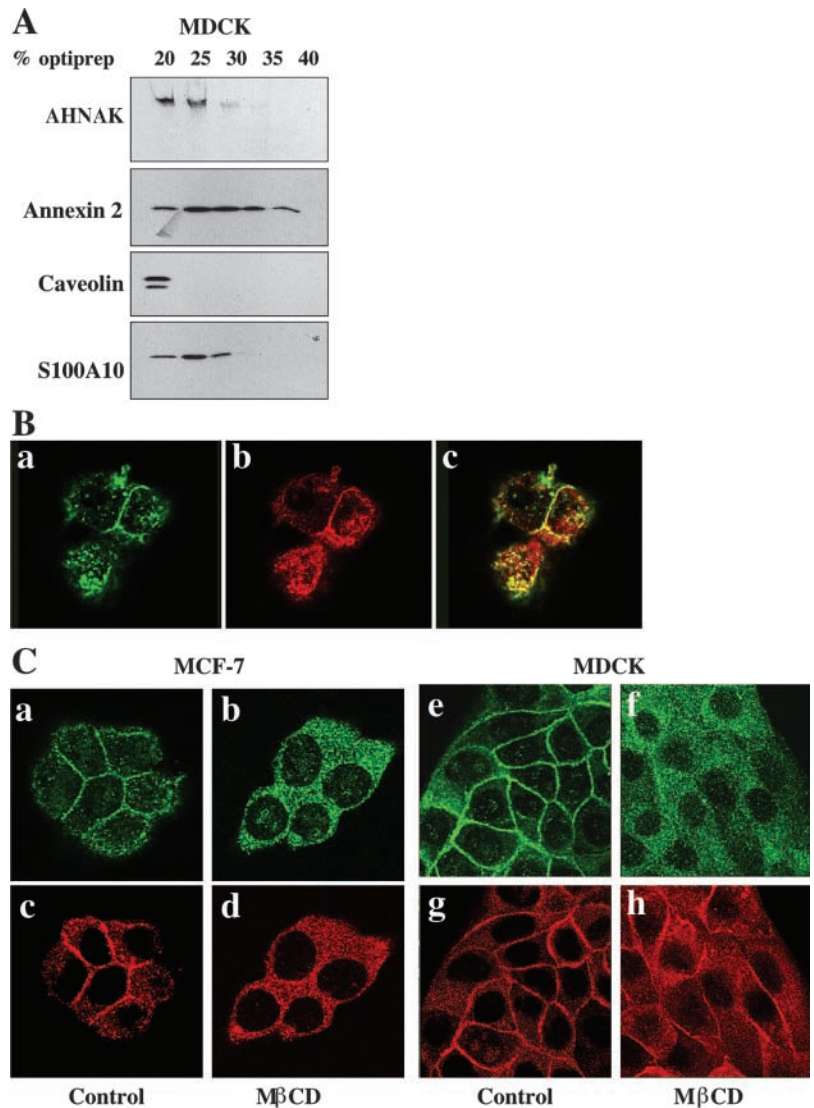 A
MDCK
% optiprep 20 25 30 35 40
AHNAK
Annexin 2
Caveolin
S100A10
B
a b c
C
MCF-7 MDCK
a b e f
c d g h
Control MβCD Control MβCD